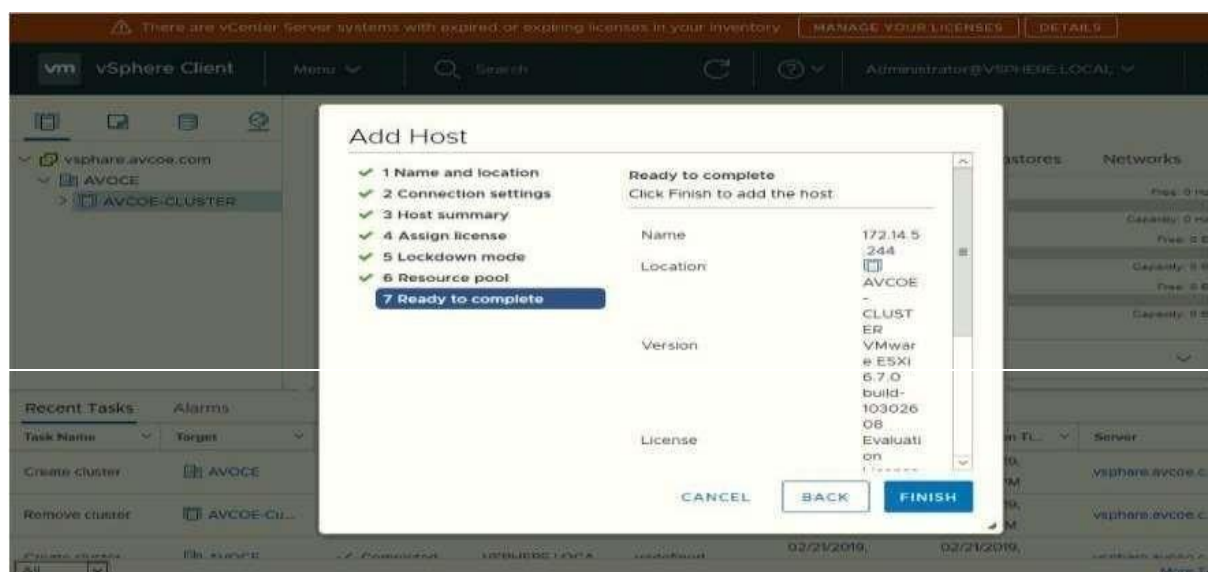 There are vCenter Server systems with expired or expiring licenses in your inventory
MANAGE YOUR LICENSES
DETAILS
vm vSphere Client
Menu
Search
Administrator@VSPHERE.LOCAL
vsphare.avcoe.com
AVOCE
AVCOE-CLUSTER
Add Host
1 Name and location
2 Connection settings
3 Host summary
4 Assign license
5 Lockdown mode
6 Resource pool
7 Ready to complete
Ready to complete
Click Finish to add the host
Name
172.14.5
.244
Location
AVCOE
-
CLUST
ER
Version
VMwar
e ESXi
6.7.0
build-
103026
08
License
Evaluati
on
CANCEL
BACK
FINISH
Networks
Recent Tasks
Alarms
Task Name
Target
Server
Create cluster
AVOCE
vsphare.avcoe.c
Remove cluster
AVCOE-Cu...
vsphare.avcoe.c
02/21/2019,
02/21/2019,
All